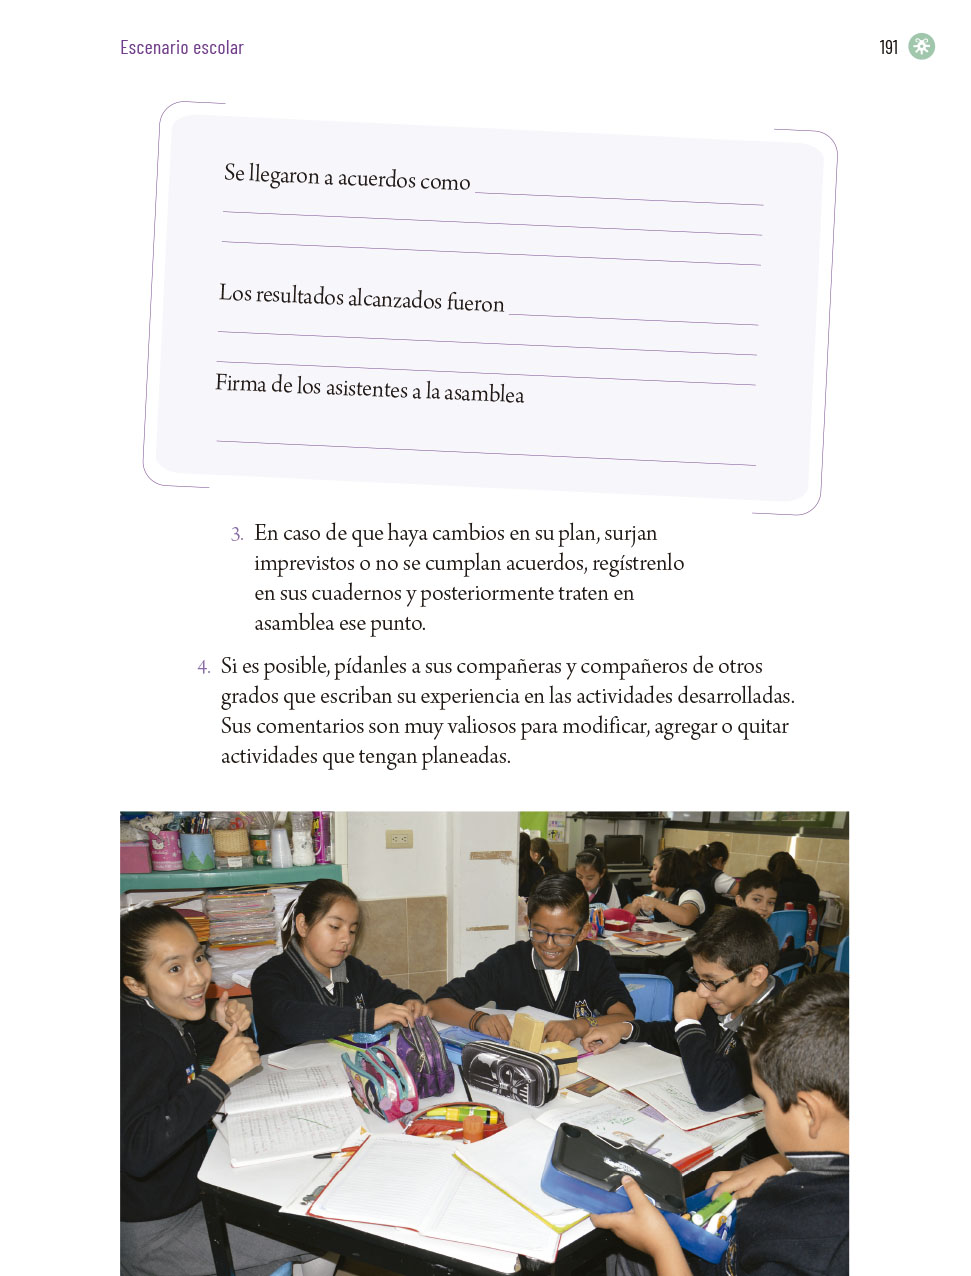 Escenario escolar
191
Se llegaron a acuerdos como
Los resultados alcanzados fueron
Firma de los asistentes a la asamblea
3. En caso de que haya cambios en su plan, surjan
imprevistos o no se cumplan acuerdos, regístrenlo
en sus cuadernos y posteriormente traten en
asamblea ese punto.
4. Si es posible, pídanles a sus compañeras y compañeros de otros
grados que escriban su experiencia en las actividades desarrolladas.
Sus comentarios son muy valiosos para modificar, agregar o quitar
actividades que tengan planeadas.